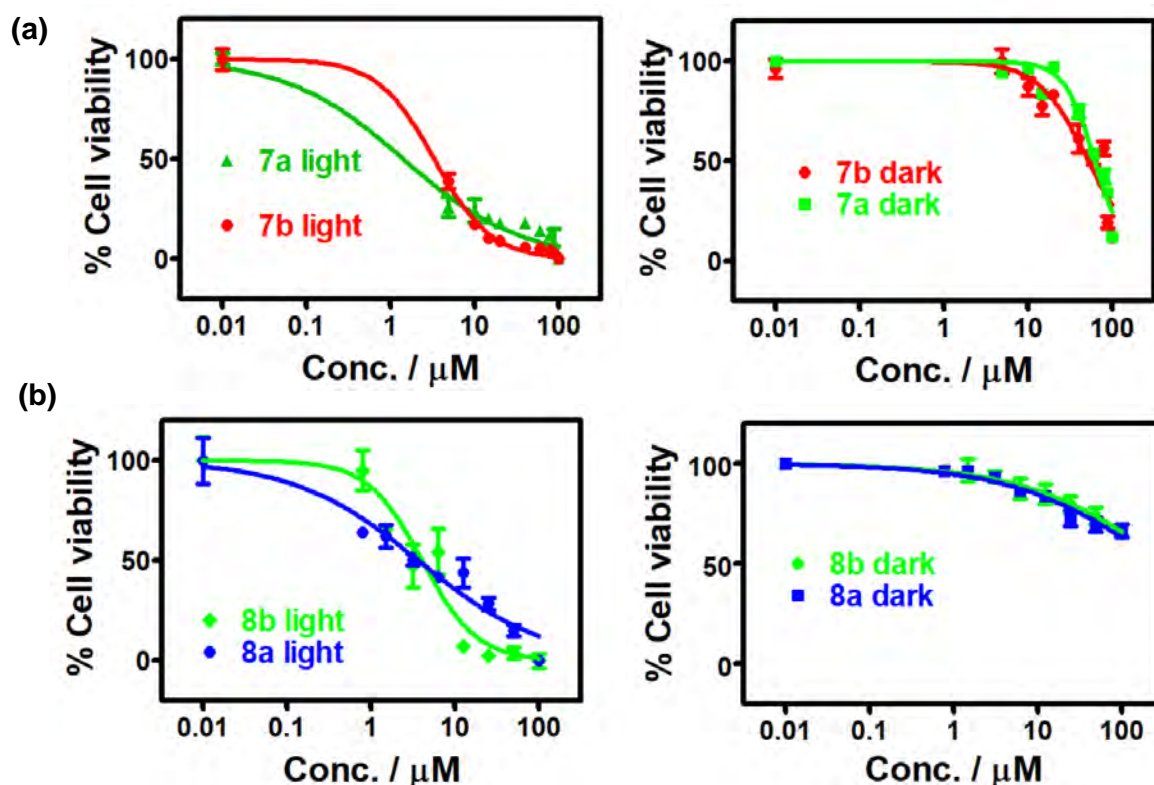 (a)
% Cell viability
100
50
0
7a light
7b light
0.01 0.1 1 10 100
Conc. / μM
% Cell viability
100
50
0
7b dark
7a dark
0.01 0.1 1 10 100
Conc. / μM
(b)
% Cell viability
100
50
0
8b light
8a light
0.01 0.1 1 10 100
Conc. / μM
% Cell viability
100
50
0
8b dark
8a dark
0.01 0.1 1 10 100
Conc. / μM